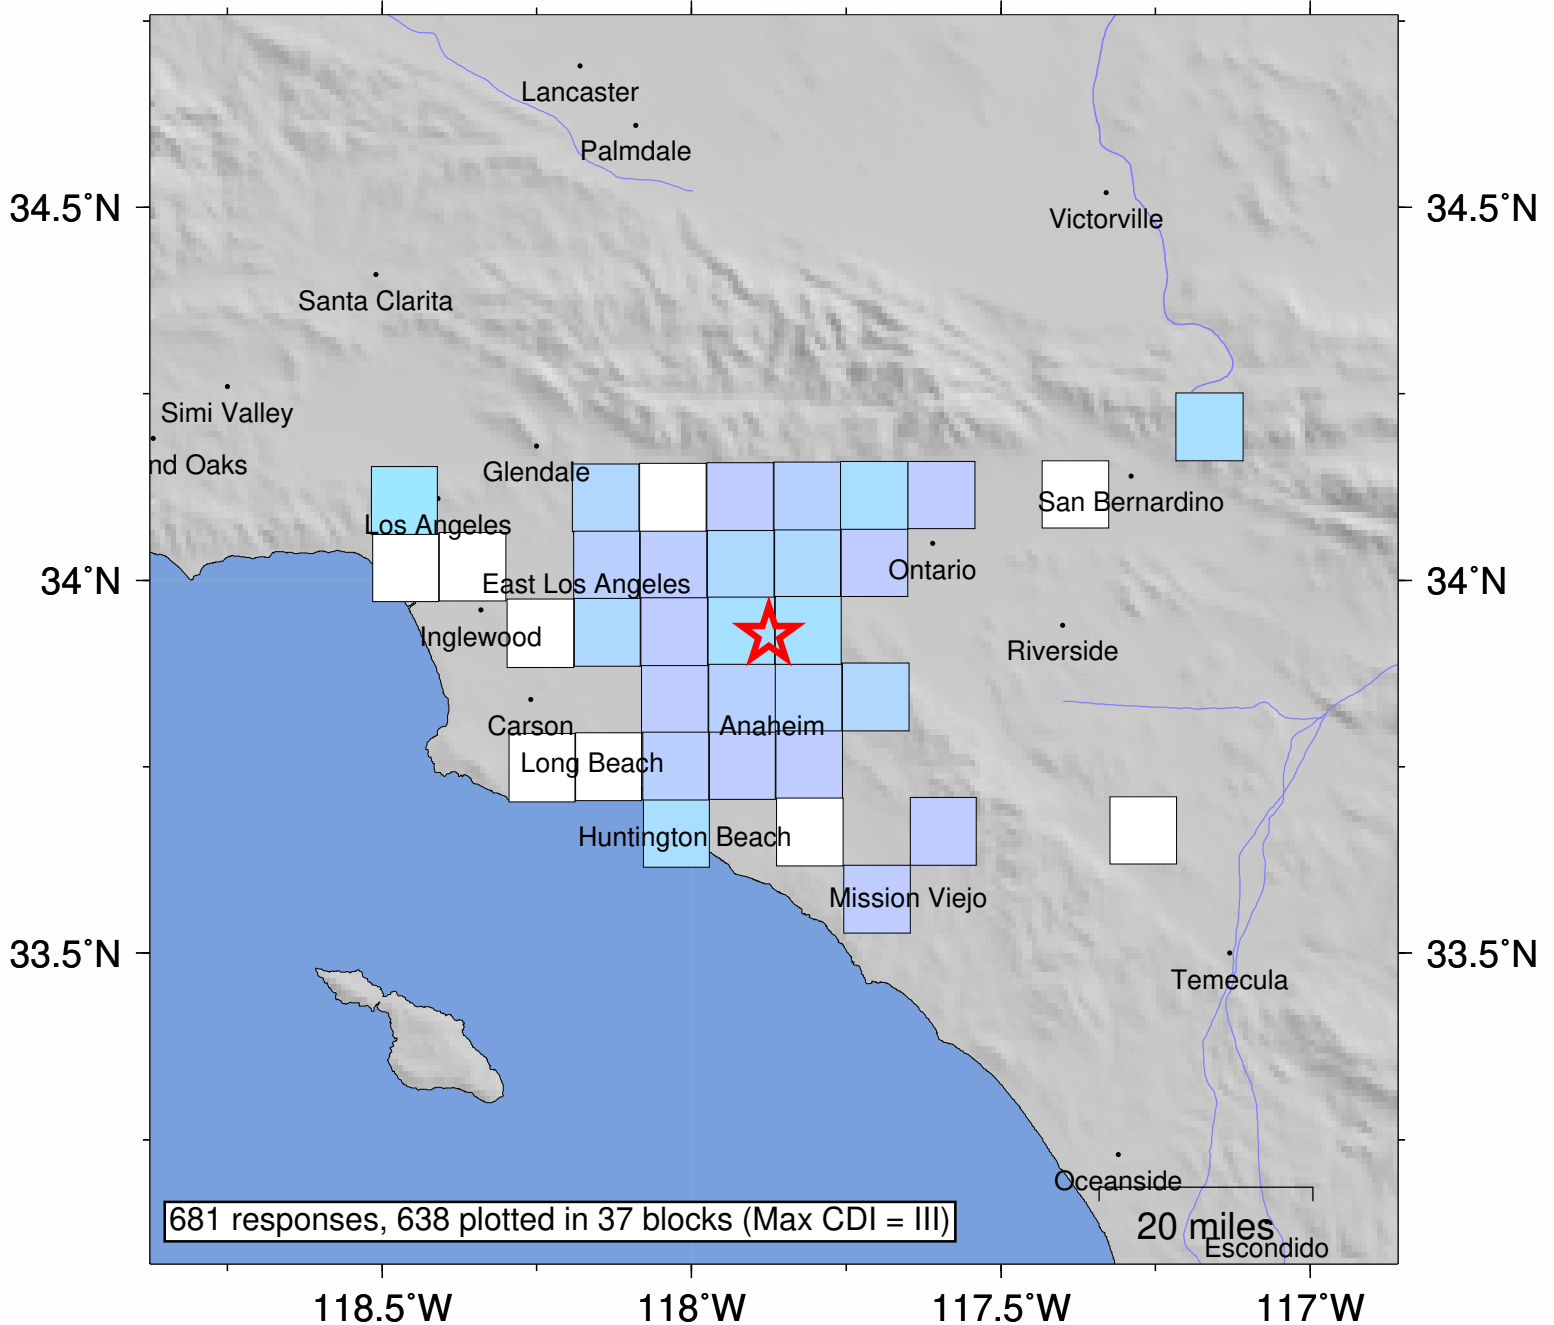 Lancaster
Palmdale
34.5°N
34.5°N
Victorville
Santa Clarita
Simi Valley
nd Oaks
Glendale
San Bernardino
Los Angeles
34°N
East Los Angeles
Ontario
34°N
Inglewood
Riverside
Carson
Anaheim
Long Beach
Huntington Beach
Mission Viejo
33.5°N
33.5°N
Temecula
Oceanside
681 responses, 638 plotted in 37 blocks (Max CDI = III)
20 miles
Escondido
118.5°W
118°W
117.5°W
117°W